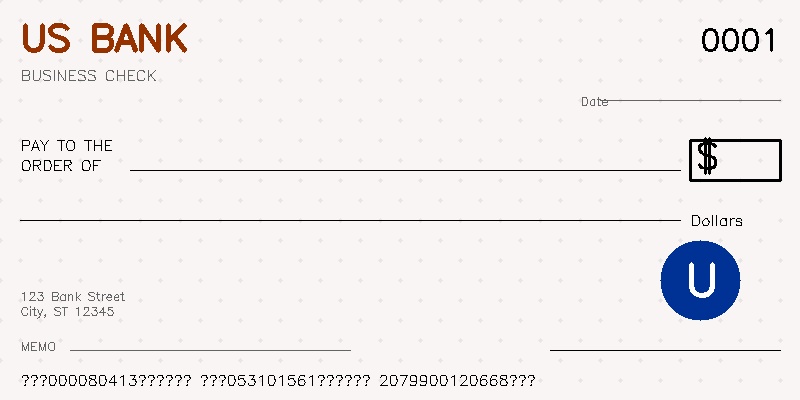 US BANK
0001
BUSINESS CHECK
Date
PAY TO THE
ORDER OF
$
Dollars
U
123 Bank Street
City, ST 12345
MEMO
???000080413?????? ???053101561?????? 2079900120668???